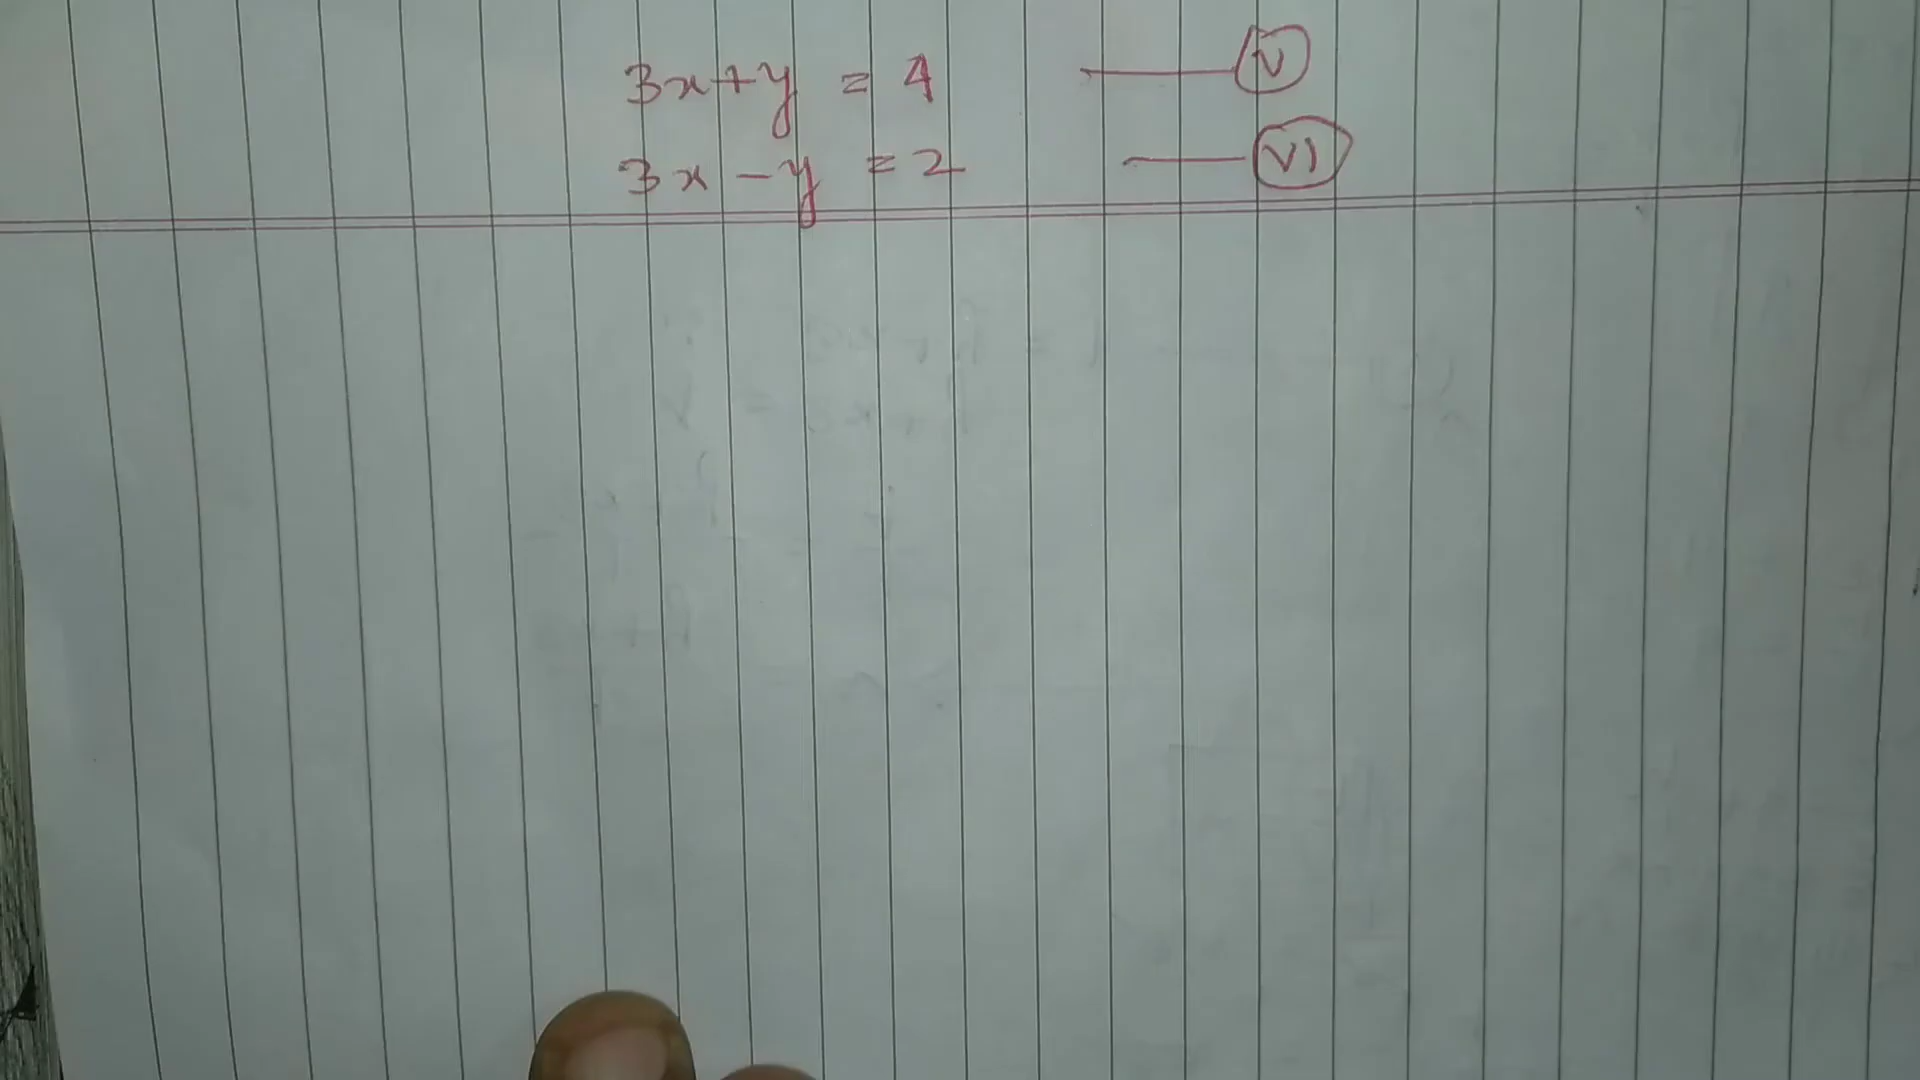 3x+y = 4 —— (V)
3x-y = 2 —— (VI)